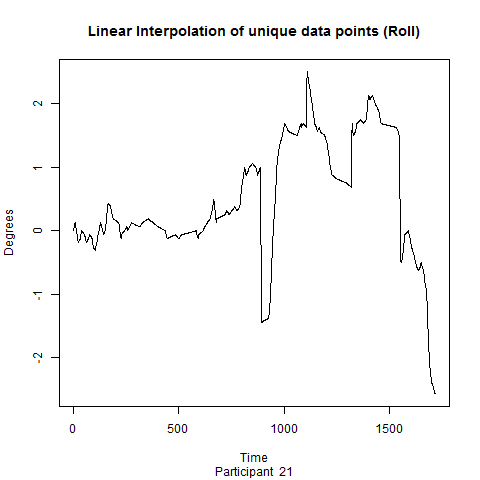 Linear Interpolation of unique data points (Roll)
Degrees
2
1
0
-1
-2
0 500 1000 1500
Time
Participant 21